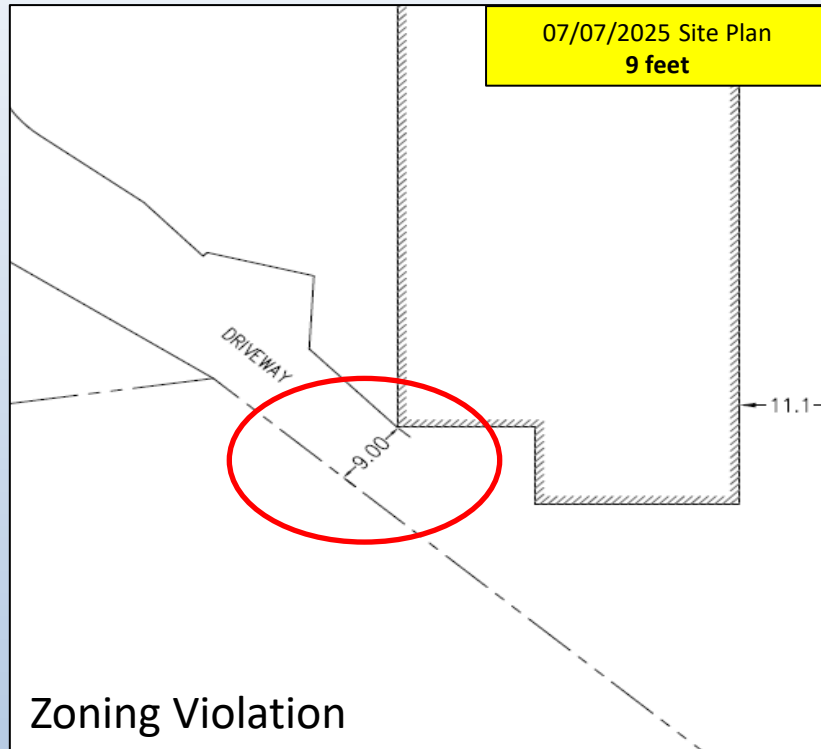 07/07/2025 Site Plan
9 feet
DRIVEWAY
11.1
9.00
Zoning Violation